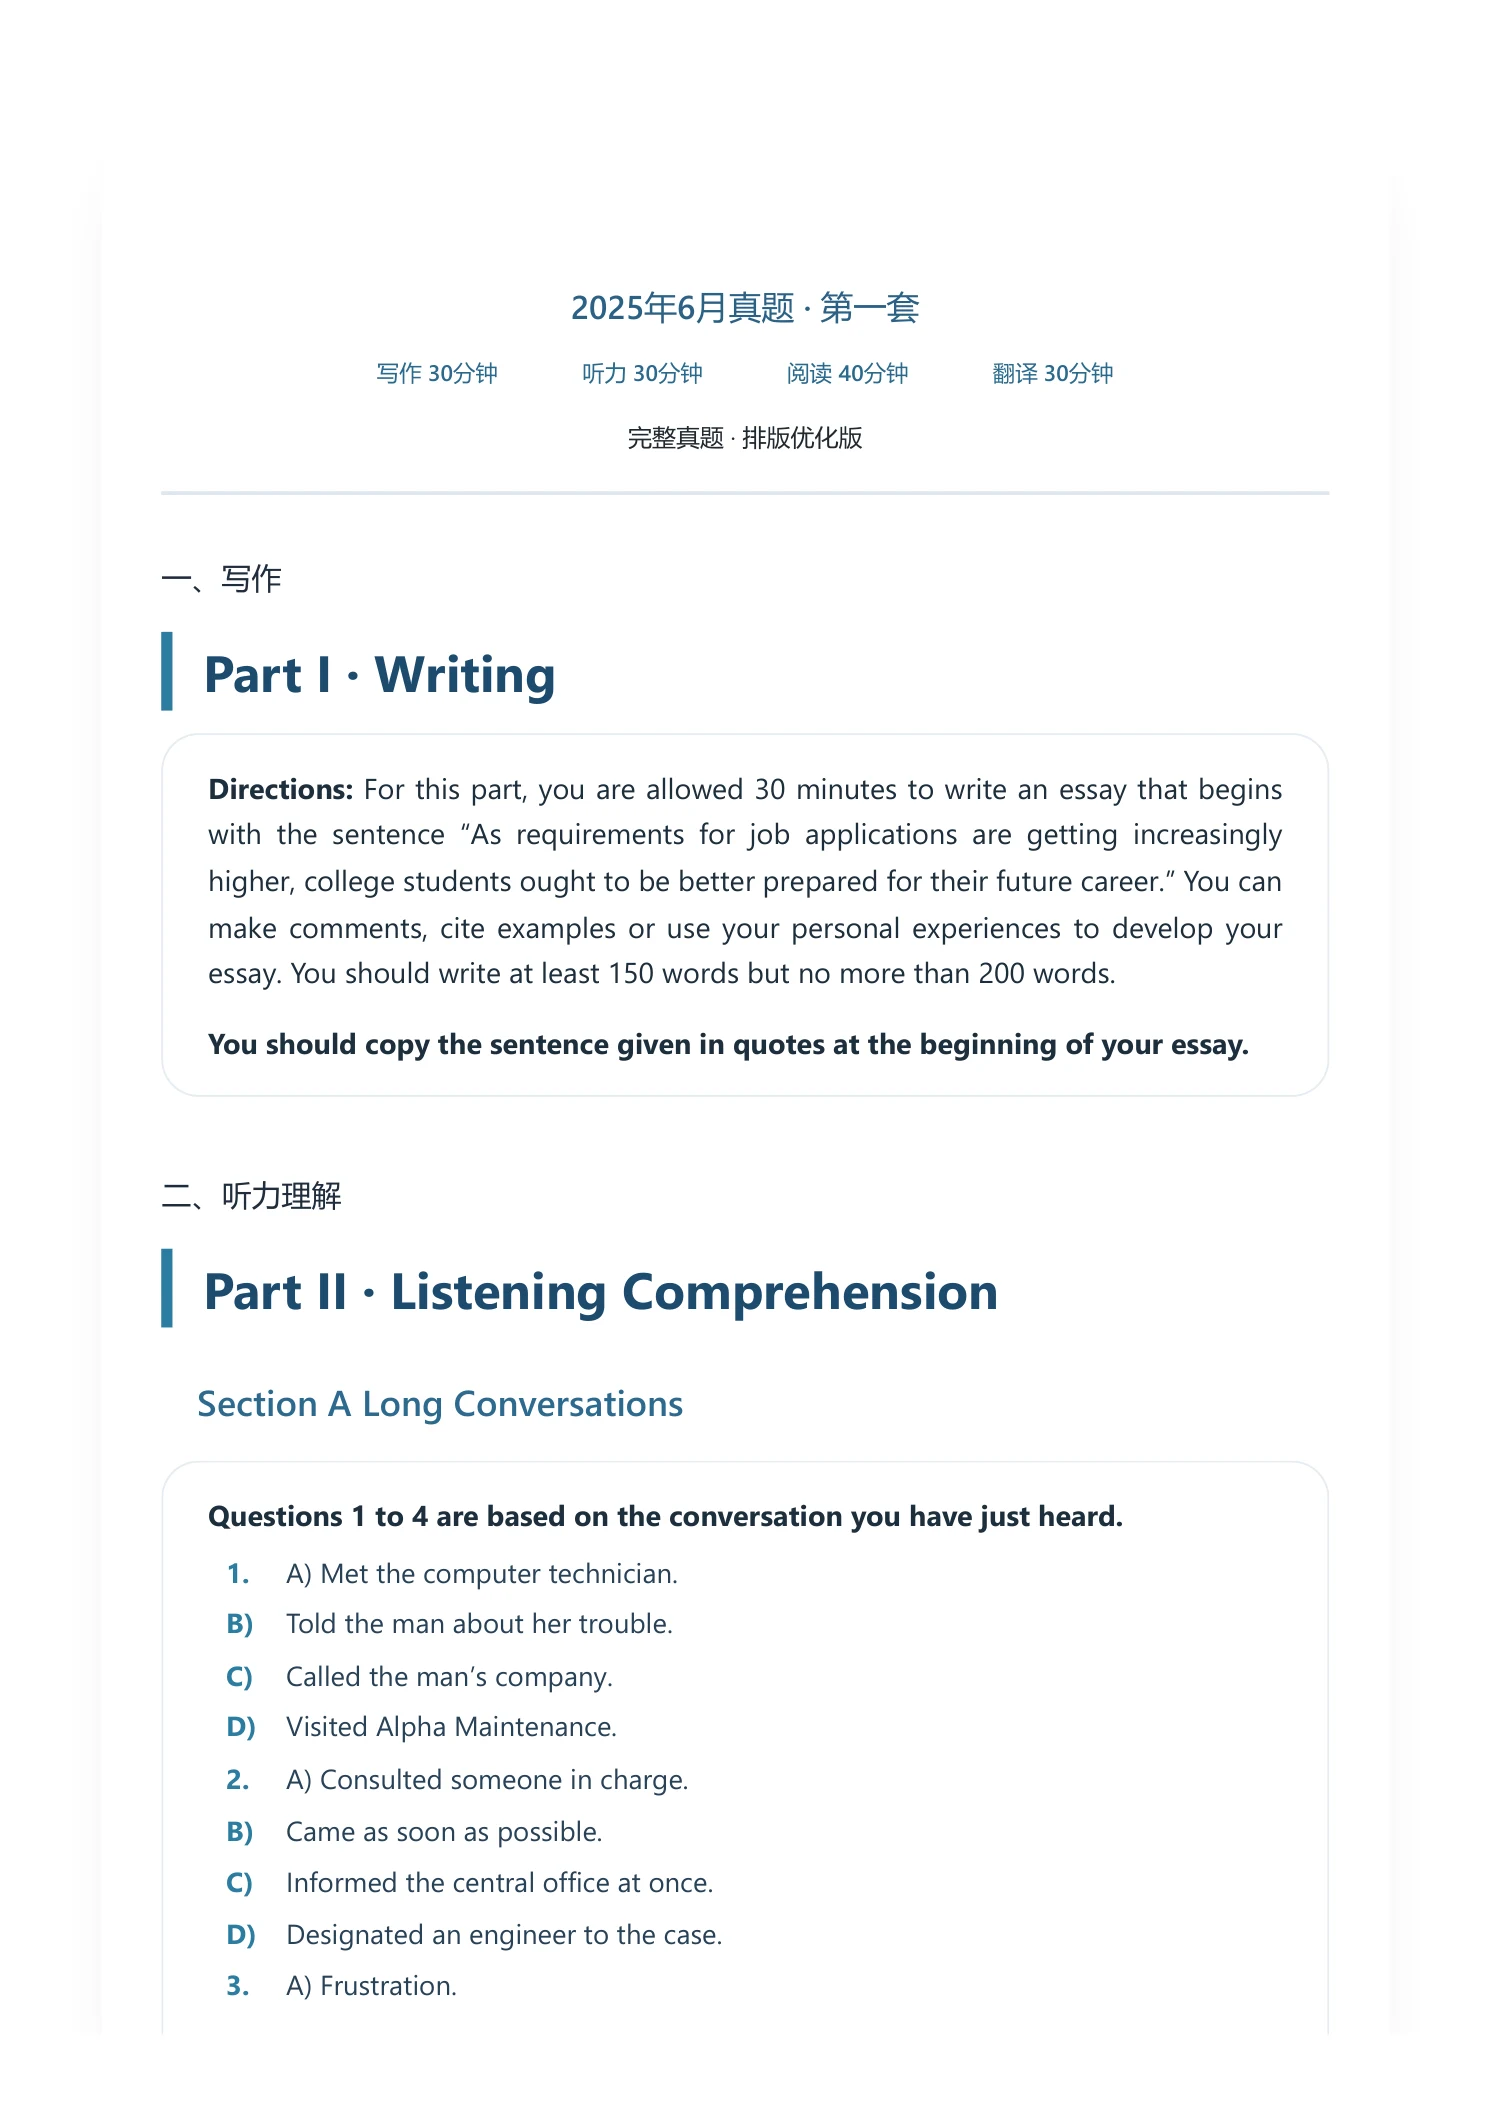 2025年6月真题 · 第一套
写作 30分钟 听力 30分钟 阅读 40分钟 翻译 30分钟
完整真题 · 排版优化版
一、写作
Part I · Writing
Directions: For this part, you are allowed 30 minutes to write an essay that begins
with the sentence “As requirements for job applications are getting increasingly
higher, college students ought to be better prepared for their future career.” You can
make comments, cite examples or use your personal experiences to develop your
essay. You should write at least 150 words but no more than 200 words.
You should copy the sentence given in quotes at the beginning of your essay.
二、听力理解
Part II · Listening Comprehension
Section A Long Conversations
Questions 1 to 4 are based on the conversation you have just heard.
1. A) Met the computer technician.
B) Told the man about her trouble.
C) Called the man’s company.
D) Visited Alpha Maintenance.
2. A) Consulted someone in charge.
B) Came as soon as possible.
C) Informed the central office at once.
D) Designated an engineer to the case.
3. A) Frustration.